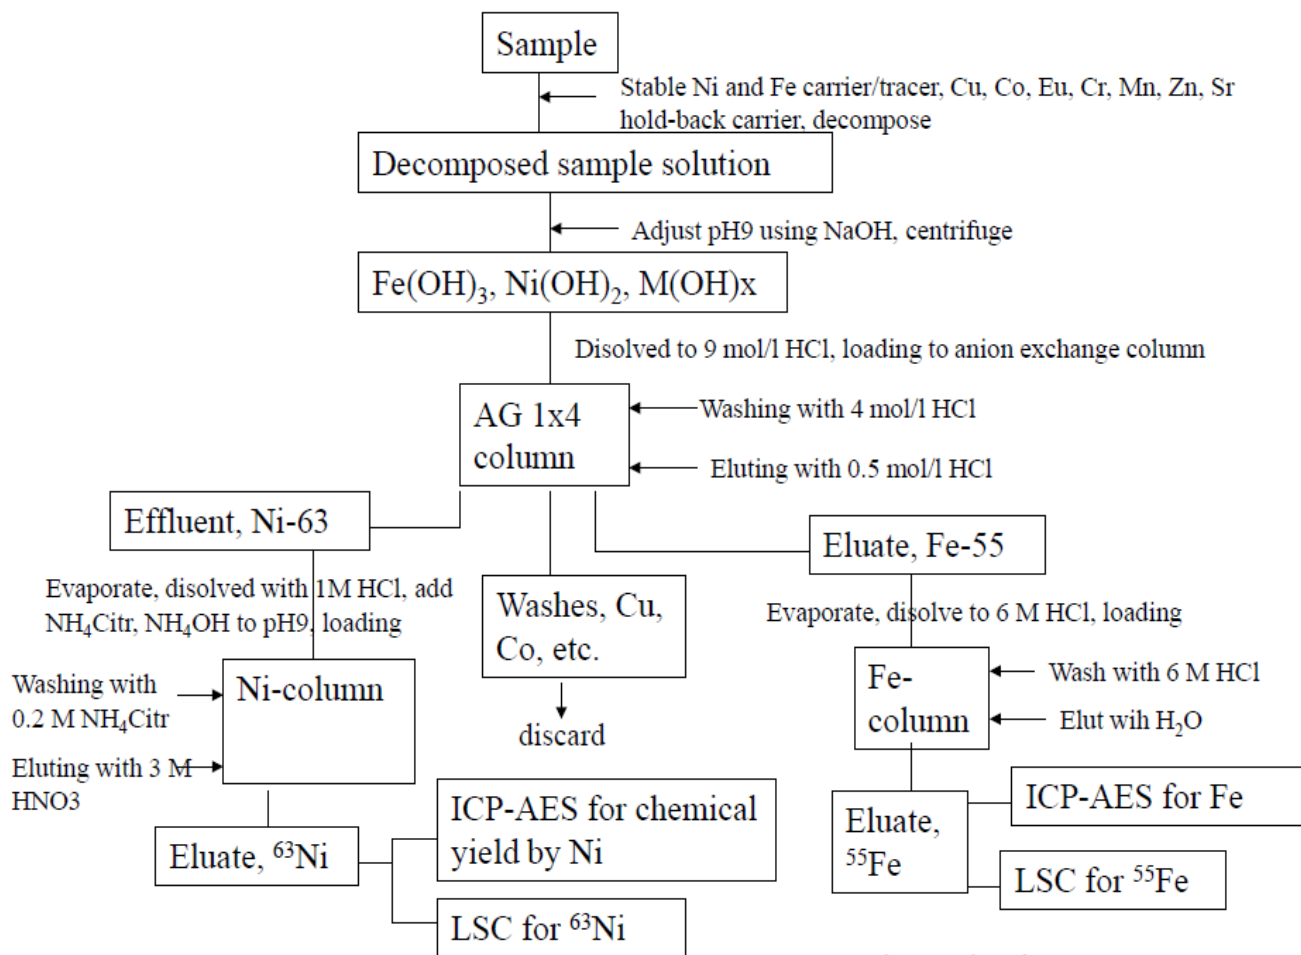 Sample
Stable Ni and Fe carrier/tracer, Cu, Co, Eu, Cr, Mn, Zn, Sr
hold-back carrier, decompose
Decomposed sample solution
Adjust pH9 using NaOH, centrifuge
Fe(OH)₃, Ni(OH)₂, M(OH)x
Disolved to 9 mol/l HCl, loading to anion exchange column
AG 1x4
column
Washing with 4 mol/l HCl
Eluting with 0.5 mol/l HCl
Effluent, Ni-63
Eluate, Fe-55
Evaporate, disolved with 1M HCl, add
NH₄Citr, NH₄OH to pH9, loading
Washes, Cu,
Co, etc.
discard
Evaporate, disolve to 6 M HCl, loading
Ni-column
Washing with
0.2 M NH₄Citr
Eluting with 3 M
HNO3
Fe-
column
Wash with 6 M HCl
Elut wih H₂O
Eluate, ⁶³Ni
ICP-AES for chemical
yield by Ni
LSC for ⁶³Ni
Eluate,
⁵⁵Fe
ICP-AES for Fe
LSC for ⁵⁵Fe